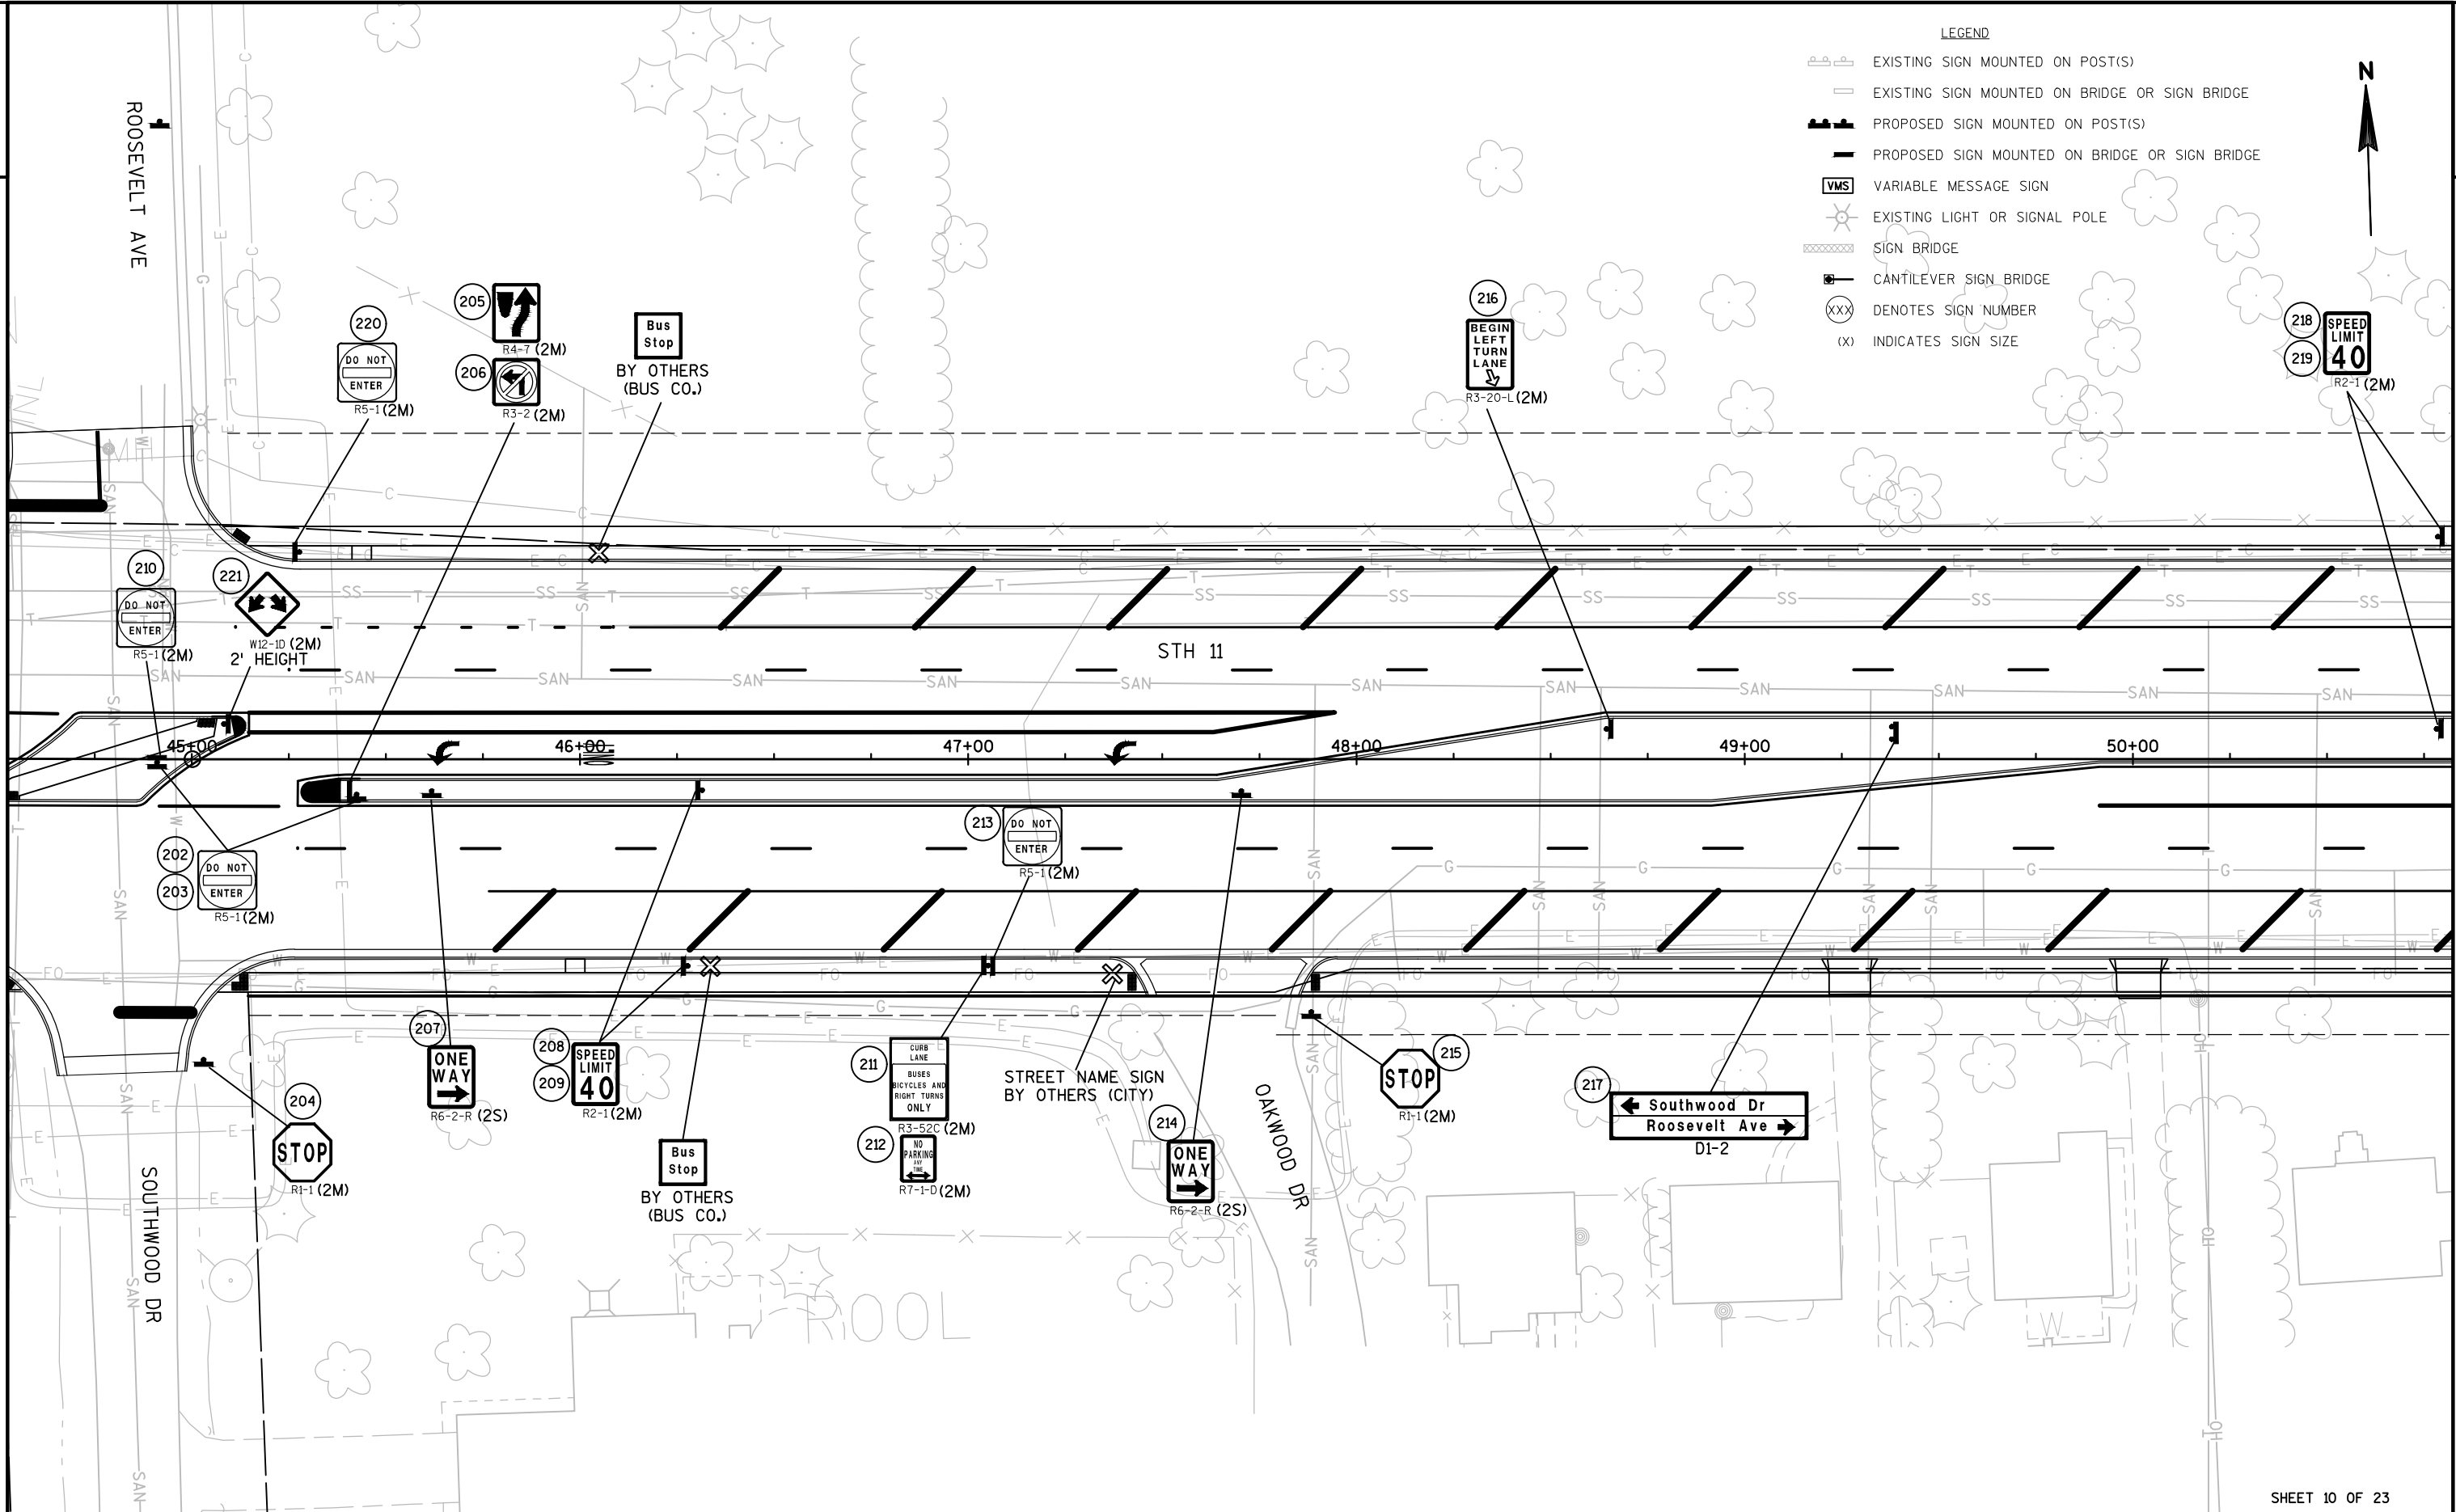 LEGEND
EXISTING SIGN MOUNTED ON POST(S)
EXISTING SIGN MOUNTED ON BRIDGE OR SIGN BRIDGE
PROPOSED SIGN MOUNTED ON POST(S)
PROPOSED SIGN MOUNTED ON BRIDGE OR SIGN BRIDGE
VMS VARIABLE MESSAGE SIGN
EXISTING LIGHT OR SIGNAL POLE
SIGN BRIDGE
CANTILEVER SIGN BRIDGE
XXX DENOTES SIGN NUMBER
(X) INDICATES SIGN SIZE
N
ROOSEVELT AVE
220
DO NOT
ENTER
R5-1 (2M)
205
R4-7 (2M)
206
R3-2 (2M)
Bus
Stop
BY OTHERS
(BUS CO.)
216
BEGIN
LEFT
TURN
LANE
R3-20-L (2M)
218
219
SPEED
LIMIT
40
R2-1 (2M)
210
DO NOT
ENTER
R5-1 (2M)
221
W12-1D (2M)
2' HEIGHT
STH 11
45+00
46+00
47+00
48+00
49+00
50+00
202
203
DO NOT
ENTER
R5-1 (2M)
213
DO NOT
ENTER
R5-1 (2M)
204
STOP
R1-1 (2M)
207
ONE
WAY
R6-2-R (2S)
208
209
SPEED
LIMIT
40
R2-1 (2M)
Bus
Stop
BY OTHERS
(BUS CO.)
211
CURB
LANE
BUSES
BICYCLES AND
RIGHT TURNS
ONLY
R3-52C (2M)
212
NO
PARKING
ANY
TIME
R7-1-D (2M)
STREET NAME SIGN
BY OTHERS (CITY)
214
ONE
WAY
R6-2-R (2S)
OAKWOOD DR
215
STOP
R1-1 (2M)
217
Southwood Dr
Roosevelt Ave
D1-2
SOUTHWOOD DR
POOL
SHEET 10 OF 23